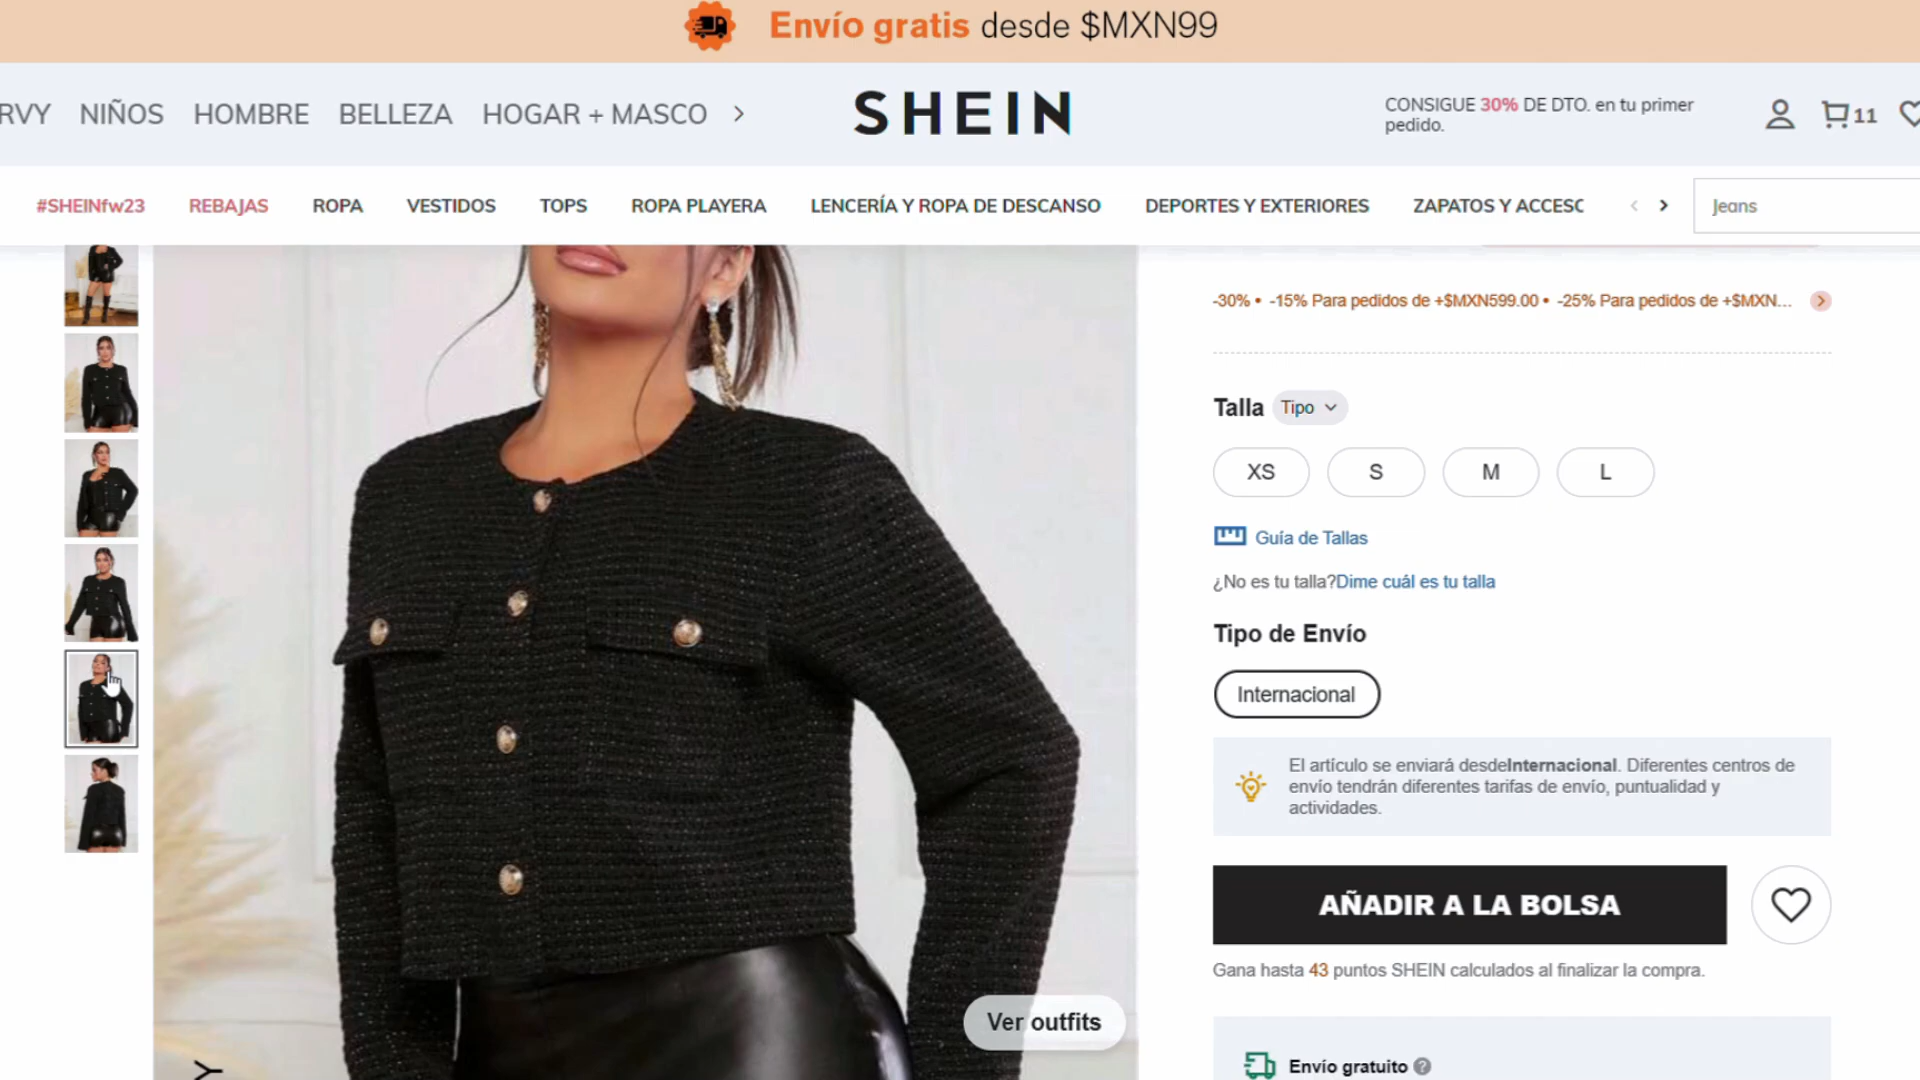 Envío gratis desde $MXN99
RVY NIÑOS HOMBRE BELLEZA HOGAR + MASCO
SHEIN
CONSIGUE 30% DE DTO. en tu primer
pedido.
11
#SHEINfw23 REBAJAS ROPA VESTIDOS TOPS ROPA PLAYERA LENCERÍA Y ROPA DE DESCANSO DEPORTES Y EXTERIORES ZAPATOS Y ACCESC
Jeans
-30% • -15% Para pedidos de +$MXN599.00 • -25% Para pedidos de +$MXN...
Talla Tipo
XS S M L
Guía de Tallas
¿No es tu talla?Dime cuál es tu talla
Tipo de Envío
Internacional
El artículo se enviará desdeInternacional. Diferentes centros de
envío tendrán diferentes tarifas de envío, puntualidad y
actividades.
AÑADIR A LA BOLSA
Gana hasta 43 puntos SHEIN calculados al finalizar la compra.
Ver outfits
Envío gratuito ?